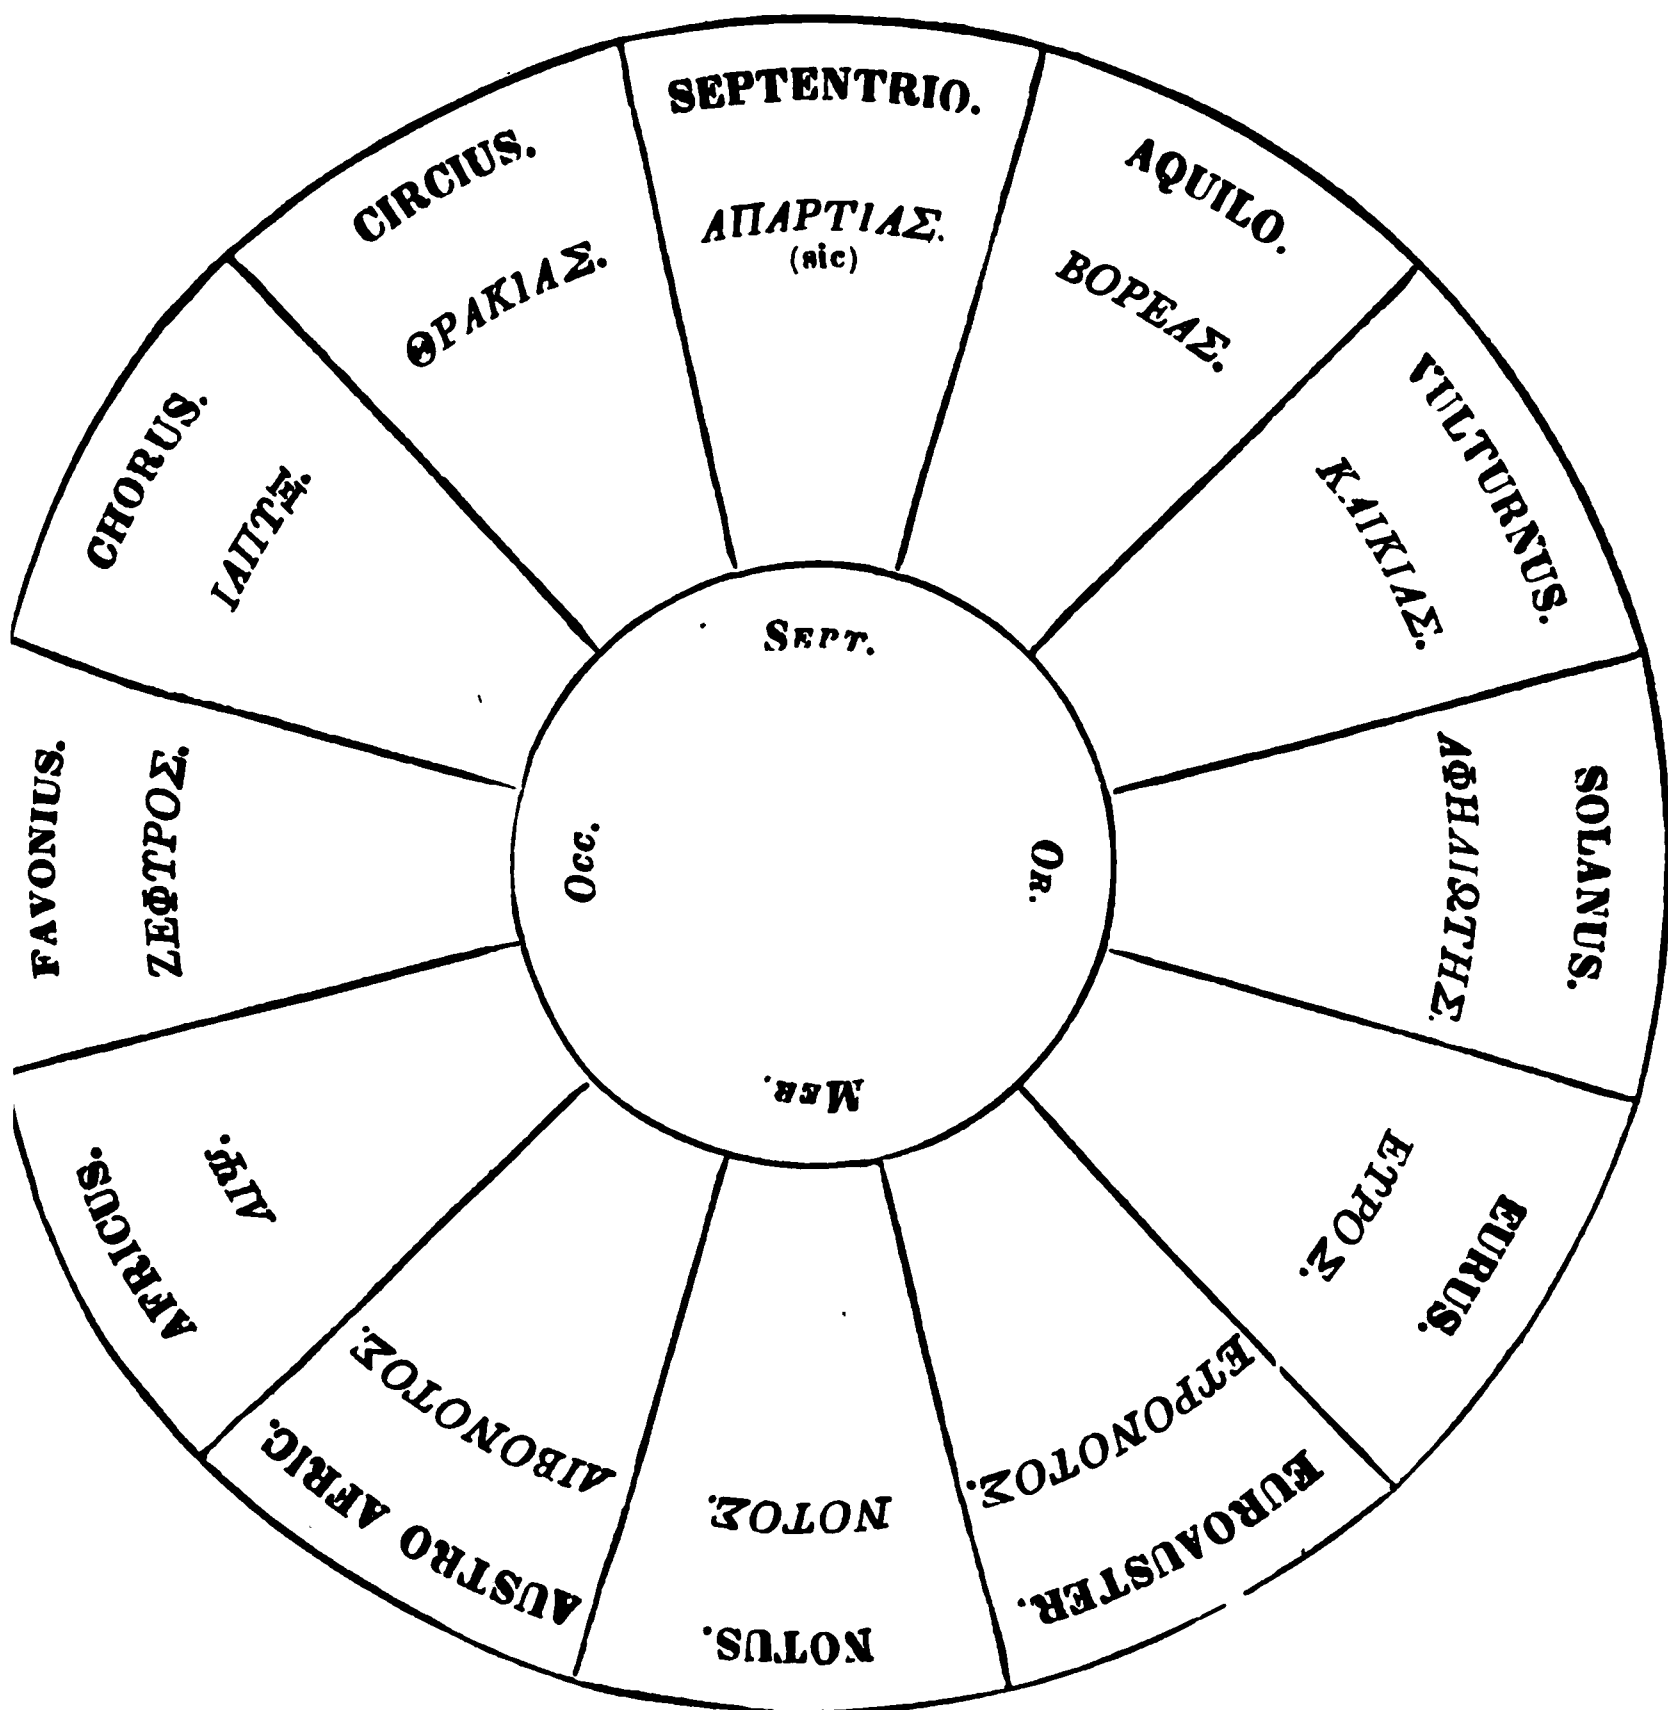 SEPTENTRIO.
ΑΠΑΡΤΙΑΣ.
(sic)
AQUILO.
ΒΟΡΕΑΣ.
VULTURNUS.
ΚΑΙΚΙΑΣ.
SOLANUS.
ΑΦΗΛΙΩΤΗΣ.
EURUS.
ΕΥΡΟΣ.
EUROAUSTER.
ΕΥΡΟΝΟΤΟΣ.
NOTUS.
ΝΟΤΟΣ.
AUSTRO AFRIC.
ΛΙΒΟΝΟΤΟΣ.
AFRICUS.
ΛΙΨ.
FAVONIUS.
ΖΕΦΥΡΟΣ.
CHORUS.
ΙΑΠΥΞ.
CIRCIUS.
ΘΡΑΚΙΑΣ.
SEPT.
OR.
MER.
OCC.